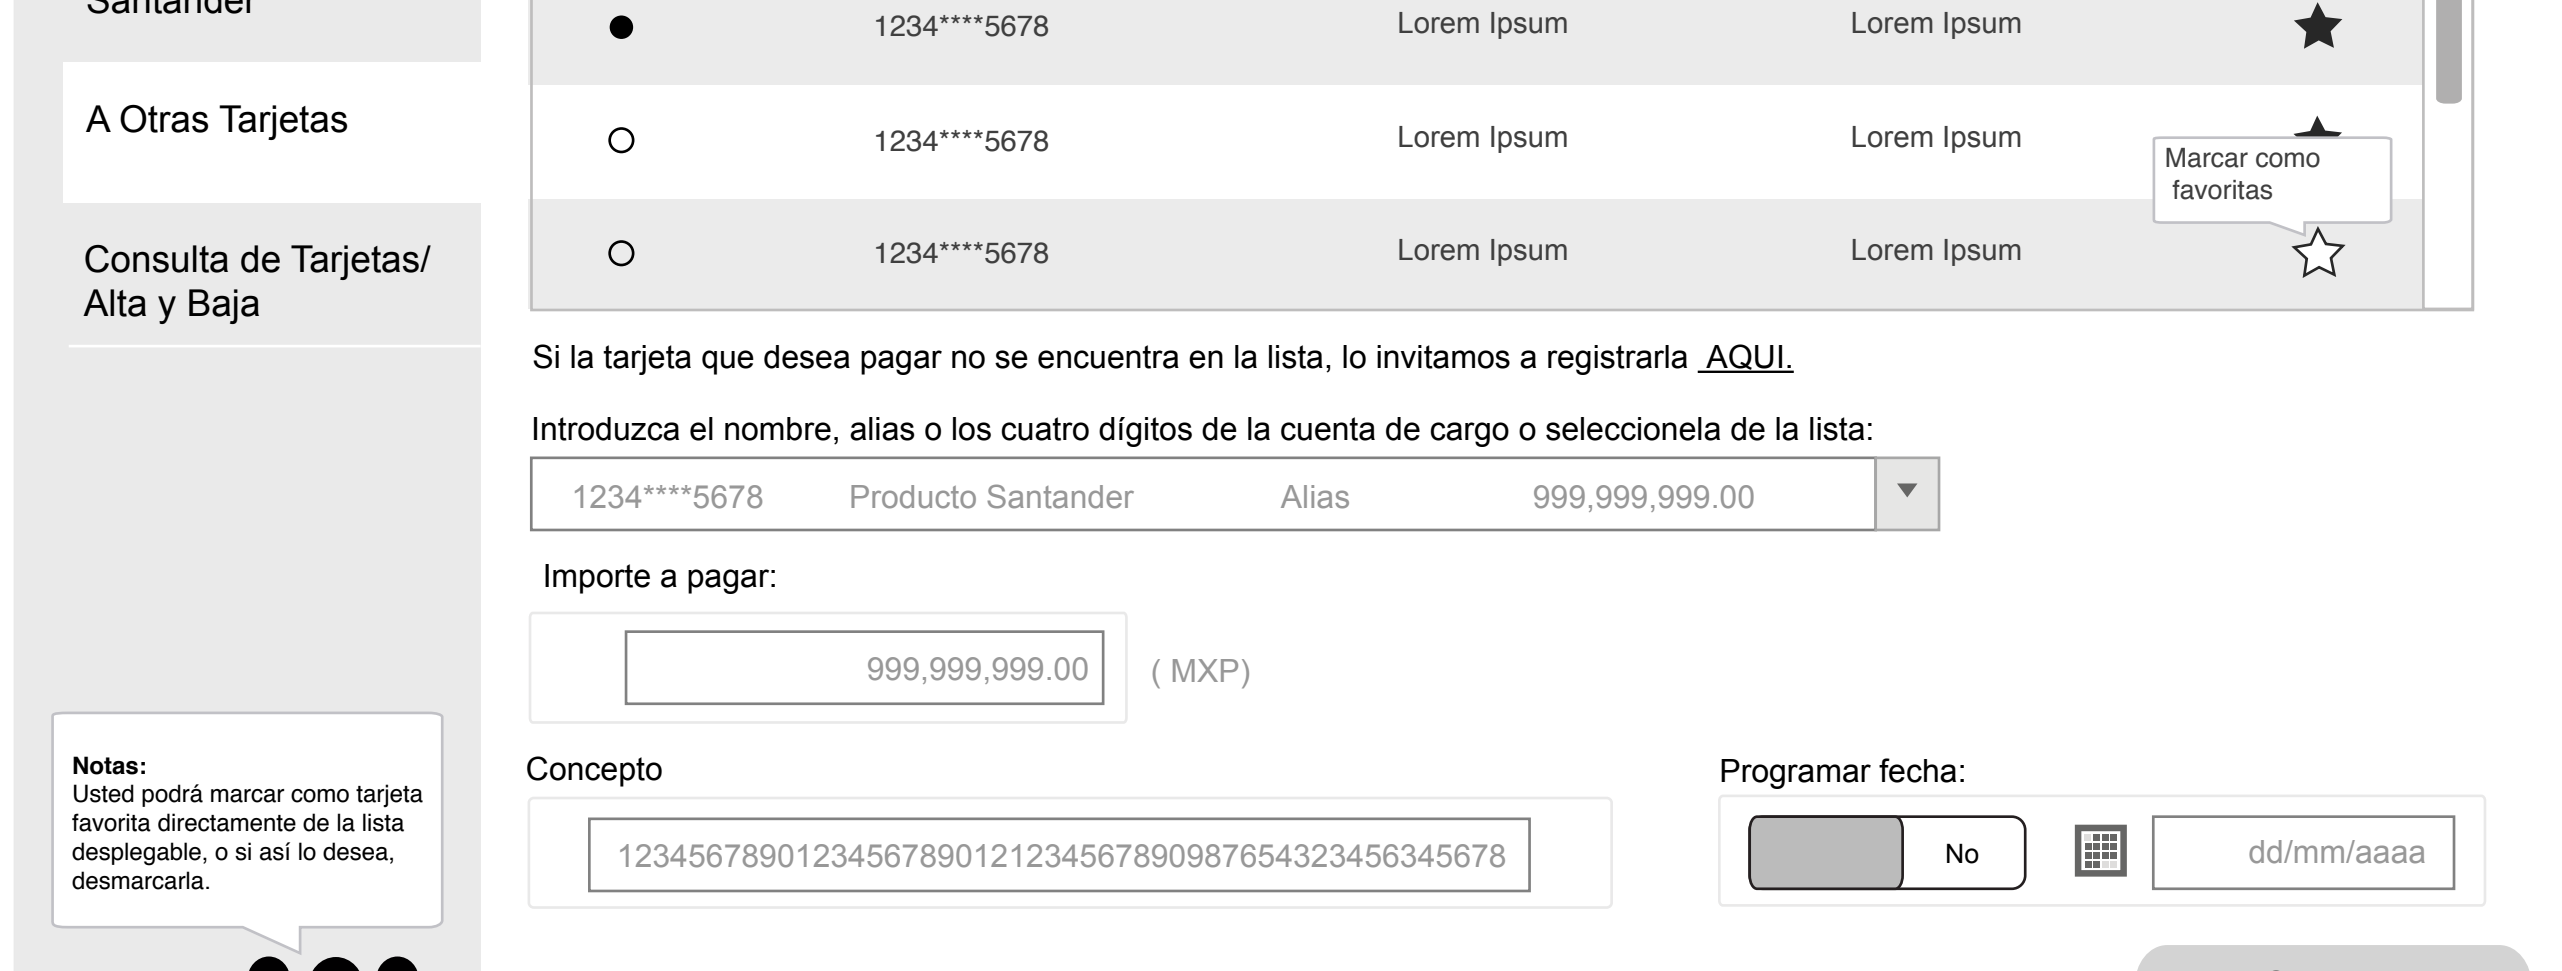 Santander
1234****5678 Lorem Ipsum Lorem Ipsum
A Otras Tarjetas
1234****5678 Lorem Ipsum Lorem Ipsum
Marcar como
favoritas
Consulta de Tarjetas/
Alta y Baja
1234****5678 Lorem Ipsum Lorem Ipsum
Si la tarjeta que desea pagar no se encuentra en la lista, lo invitamos a registrarla AQUI.
Introduzca el nombre, alias o los cuatro dígitos de la cuenta de cargo o seleccionela de la lista:
1234****5678 Producto Santander Alias 999,999,999.00
Importe a pagar:
999,999,999.00 ( MXP)
Concepto
12345678901234567890121234567890987654323456345678
Programar fecha:
No dd/mm/aaaa
Notas:
Usted podrá marcar como tarjeta
favorita directamente de la lista
desplegable, o si así lo desea,
desmarcarla.